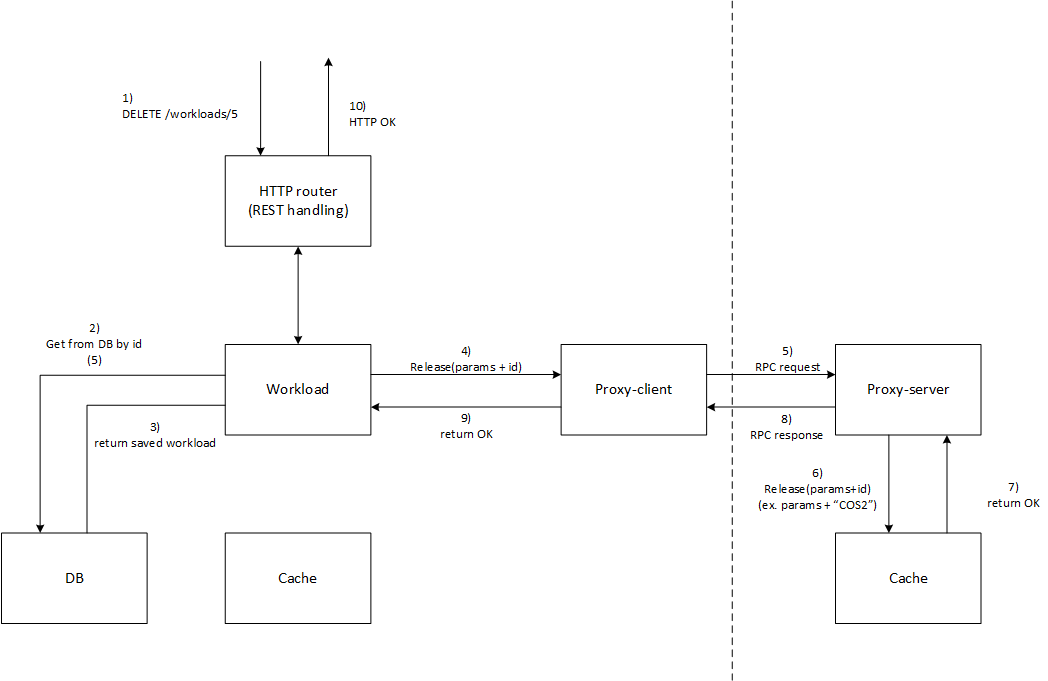 1)
DELETE /workloads/5
10)
HTTP OK
HTTP router
(REST handling)
2)
Get from DB by id
(5)
3)
return saved workload
Workload
4)
Release(params + id)
9)
return OK
Proxy-client
5)
RPC request
8)
RPC response
Proxy-server
6)
Release(params+id)
(ex. params + “COS2”)
7)
return OK
DB
Cache
Cache